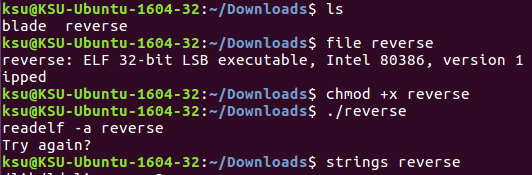 ksu@KSU-Ubuntu-1604-32:~/Downloads$ ls
blade  reverse
ksu@KSU-Ubuntu-1604-32:~/Downloads$ file reverse
reverse: ELF 32-bit LSB executable, Intel 80386, version 1
ipped
ksu@KSU-Ubuntu-1604-32:~/Downloads$ chmod +x reverse
ksu@KSU-Ubuntu-1604-32:~/Downloads$ ./reverse
readelf -a reverse
Try again?
ksu@KSU-Ubuntu-1604-32:~/Downloads$ strings reverse